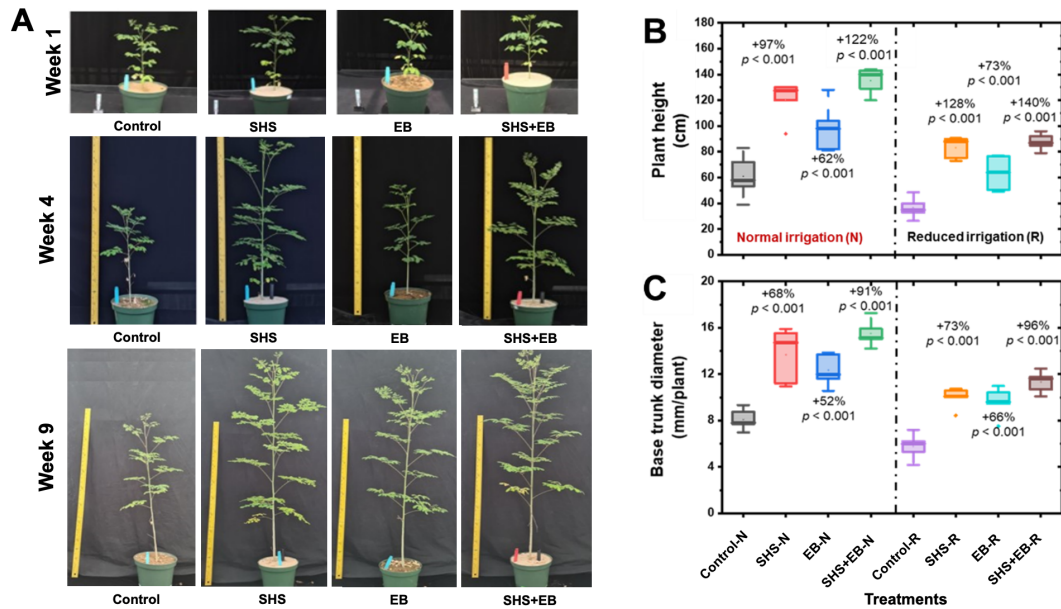 A
Week 1
Control
SHS
EB
SHS+EB
Week 4
Control
SHS
EB
SHS+EB
Week 9
Control
SHS
EB
SHS+EB
B
Plant height
(cm)
180
160
140
120
100
80
60
40
20
0
+97%
p < 0.001
+62%
p < 0.001
+122%
p < 0.001
+128%
p < 0.001
+73%
p < 0.001
+140%
p < 0.001
Normal irrigation (N)
Reduced irrigation (R)
C
Base trunk diameter
(mm/plant)
20
16
12
8
4
0
+68%
p < 0.001
+52%
p < 0.001
+91%
p < 0.001
+73%
p < 0.001
+66%
p < 0.001
+96%
p < 0.001
Control-N
SHS-N
EB-N
SHS+EB-N
Control-R
SHS-R
EB-R
SHS+EB-R
Treatments